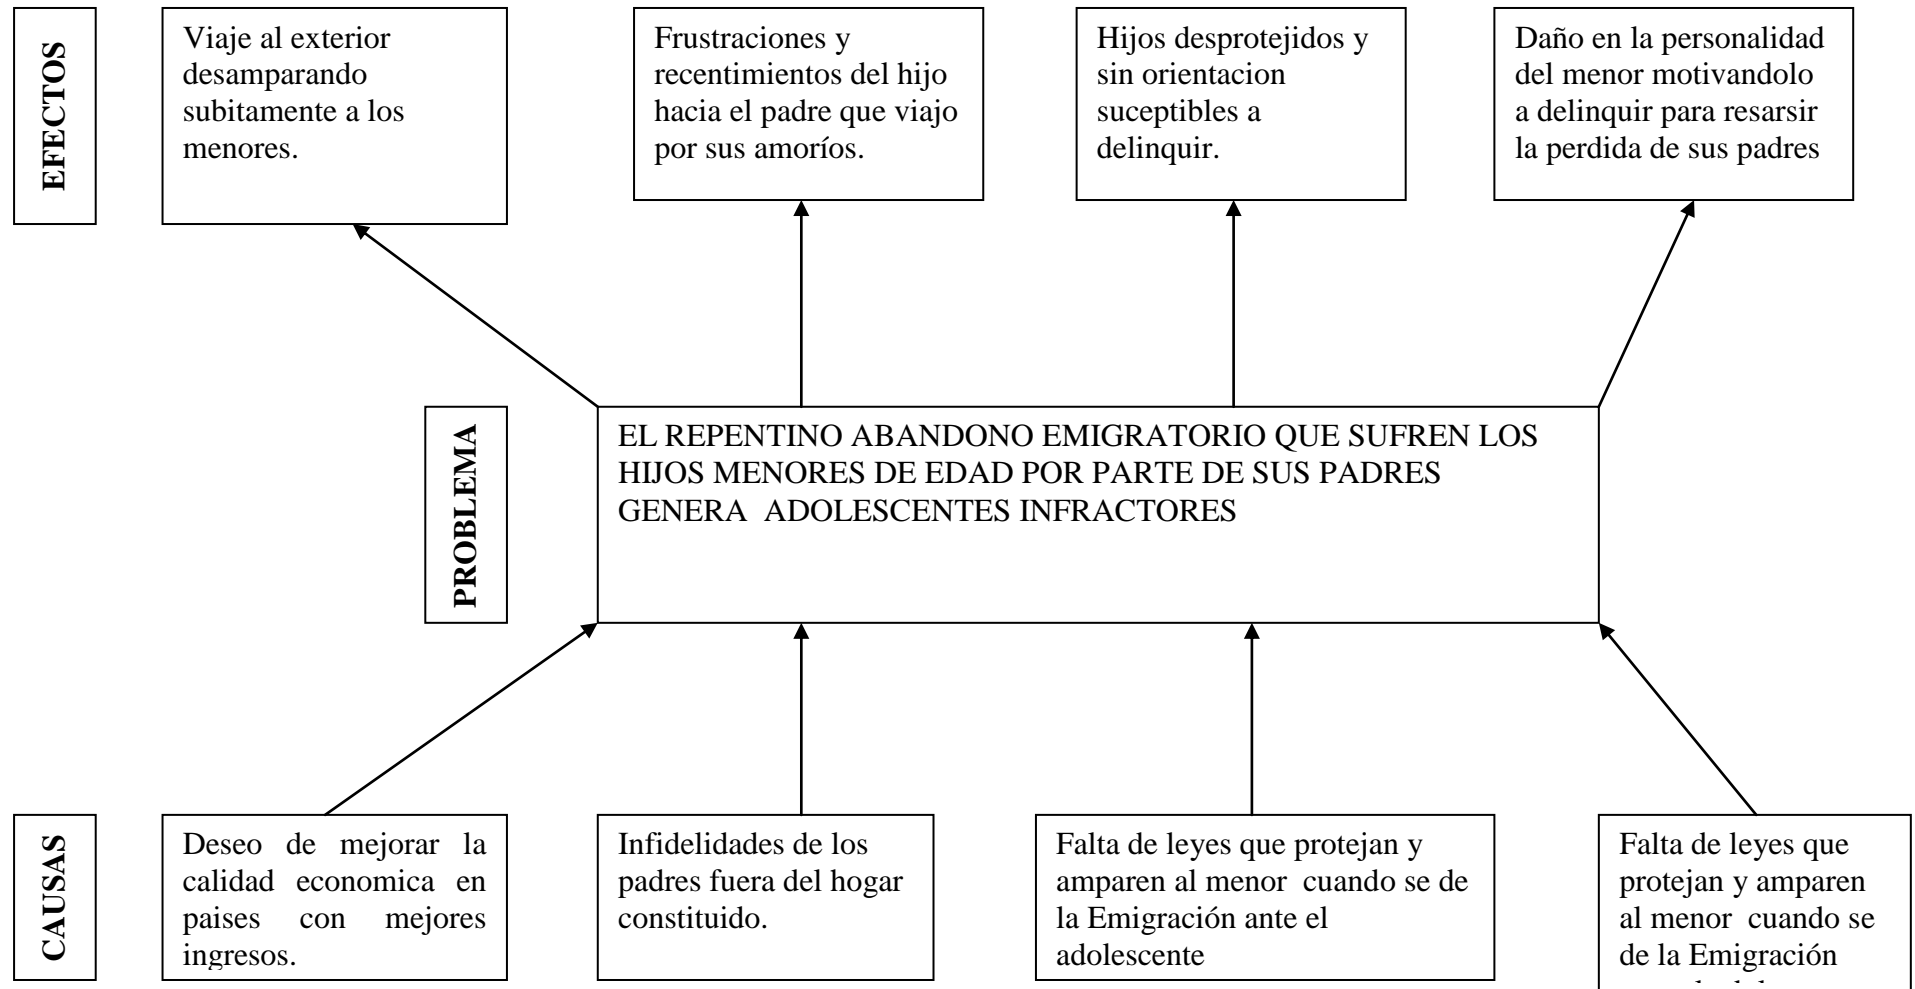 EFECTOS
Viaje al exterior
desamparando
subitamente a los
menores.
Frustraciones y
recentimientos del hijo
hacia el padre que viajo
por sus amoríos.
Hijos desprotejidos y
sin orientacion
suceptibles a
delinquir.
Daño en la personalidad
del menor motivandolo
a delinquir para resarsir
la perdida de sus padres
PROBLEMA
EL REPENTINO ABANDONO EMIGRATORIO QUE SUFREN LOS
HIJOS MENORES DE EDAD POR PARTE DE SUS PADRES
GENERA ADOLESCENTES INFRACTORES
CAUSAS
Deseo de mejorar la
calidad economica en
paises con mejores
ingresos.
Infidelidades de los
padres fuera del hogar
constituido.
Falta de leyes que protejan y
amparen al menor cuando se de
la Emigración ante el
adolescente
Falta de leyes que
protejan y amparen
al menor cuando se
de la Emigración